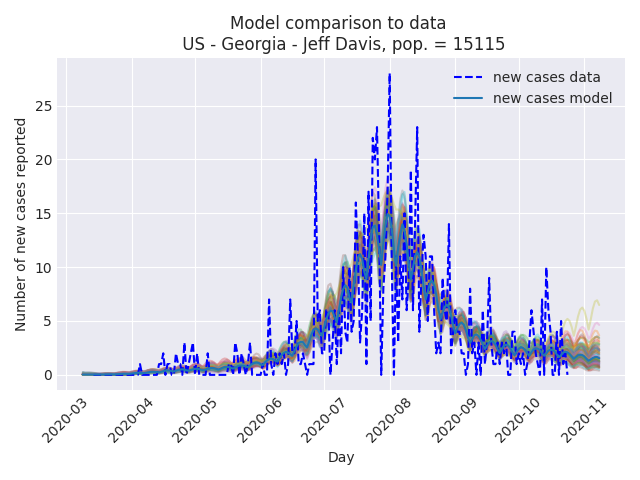 Model comparison to data
US - Georgia - Jeff Davis, pop. = 15115
new cases data
new cases model
Number of new cases reported
25
20
15
10
5
0
2020-03
2020-04
2020-05
2020-06
2020-07
2020-08
2020-09
2020-10
2020-11
Day